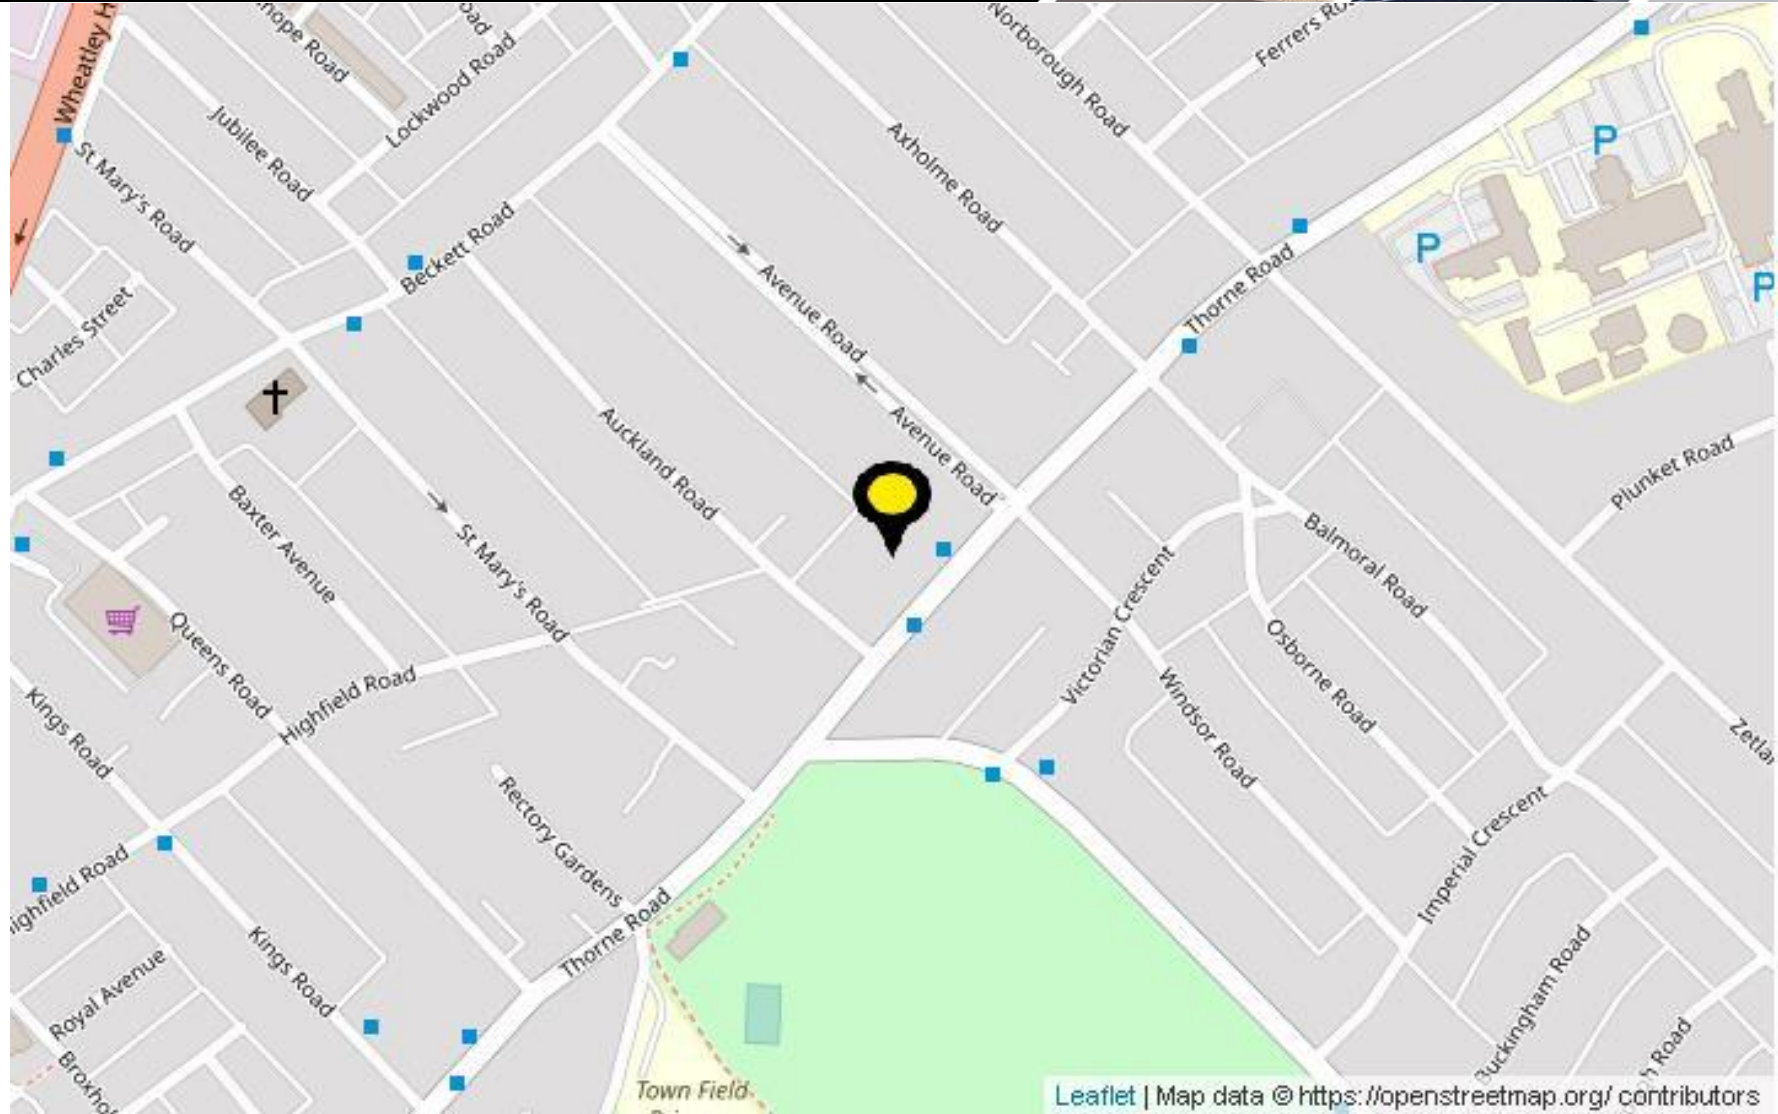 Wheatley H
hope Road
oad
Lockwood Road
Jubilee Road
St Mary's Road
Norborough Road
Ferrers Ro
Axholme Road
P
P
P
Beckett Road
Avenue Road
Thorne Road
Charles Street
Avenue Road
Auckland Road
Plunket Road
Baxter Avenue
St Mary's Road
Balmoral Road
Victorian Crescent
Queens Road
Osborne Road
Highfield Road
Windsor Road
Kings Road
Zetla
Rectory Gardens
Imperial Crescent
ighfield Road
Thorne Road
Kings Road
Royal Avenue
Buckingham Road
Broxho
h Road
Town Field
Leaflet | Map data © https://openstreetmap.org/ contributors